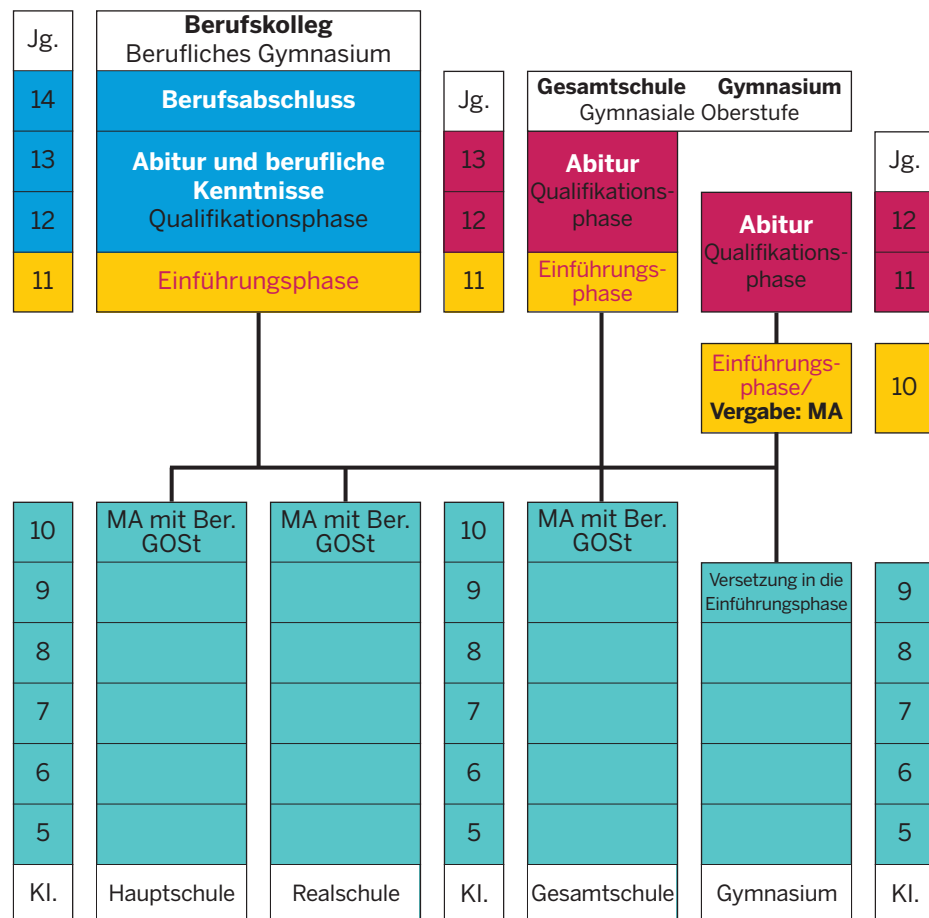 Jg.
Berufskolleg
Berufliches Gymnasium
14
Berufsabschluss
Jg.
Gesamtschule Gymnasium
Gymnasiale Oberstufe
13
Abitur und berufliche
Kenntnisse
Qualifikationsphase
12
13
Abitur
Qualifikations-
phase
12
Jg.
Abitur
Qualifikations-
phase
12
11
11
Einführungsphase
11
Einführungs-
phase
Einführungs-
phase/
Vergabe: MA
10
10
MA mit Ber.
GOSt
MA mit Ber.
GOSt
10
MA mit Ber.
GOSt
9
9
Versetzung in die
Einführungsphase
9
8
8
8
7
7
7
6
6
6
5
5
5
Kl.
Hauptschule
Realschule
Kl.
Gesamtschule
Gymnasium
Kl.